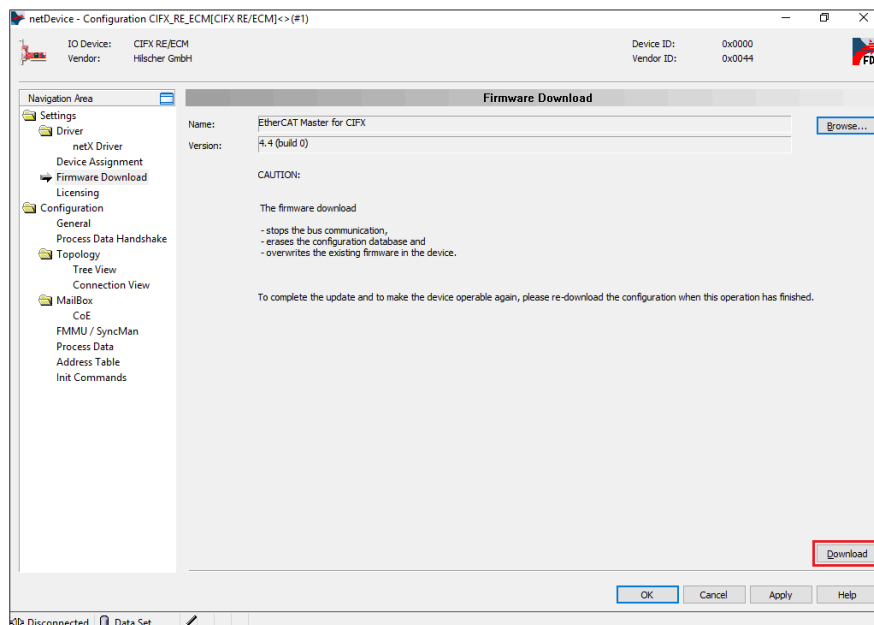 netDevice - Configuration CIFX_RE_ECM[CIFX RE/ECM]<>(#1)
IO Device: CIFX RE/ECM Device ID: 0x0000
Vendor: Hilscher GmbH Vendor ID: 0x0044
FD
Navigation Area
Firmware Download
Settings
Driver
netX Driver
Device Assignment
Firmware Download
Licensing
Configuration
General
Process Data Handshake
Topology
Tree View
Connection View
MailBox
CoE
FMMU / SyncMan
Process Data
Address Table
Init Commands
Name: EtherCAT Master for CIFX Browse...
Version: 4.4 (build 0)
CAUTION:
The firmware download
- stops the bus communication,
- erases the configuration database and
- overwrites the existing firmware in the device.
To complete the update and to make the device operable again, please re-download the configuration when this operation has finished.
Download
OK Cancel Apply Help
Disconnected Data Set